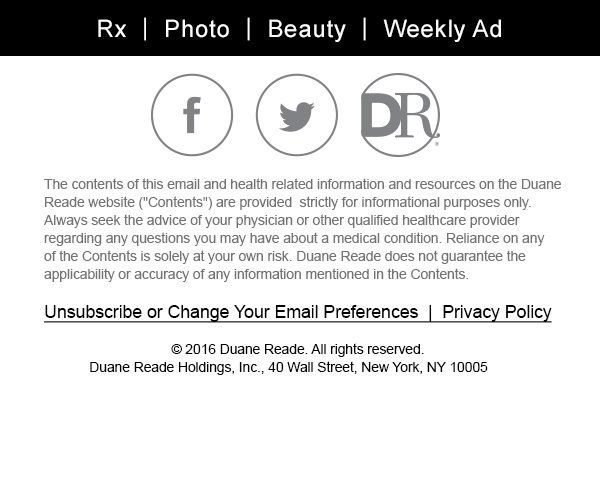 Rx | Photo | Beauty | Weekly Ad
f DR®
The contents of this email and health related information and resources on the Duane
Reade website ("Contents") are provided  strictly for informational purposes only.
Always seek the advice of your physician or other qualified healthcare provider
regarding any questions you may have about a medical condition. Reliance on any
of the Contents is solely at your own risk. Duane Reade does not guarantee the
applicability or accuracy of any information mentioned in the Contents.
Unsubscribe or Change Your Email Preferences | Privacy Policy
© 2016 Duane Reade. All rights reserved.
Duane Reade Holdings, Inc., 40 Wall Street, New York, NY 10005